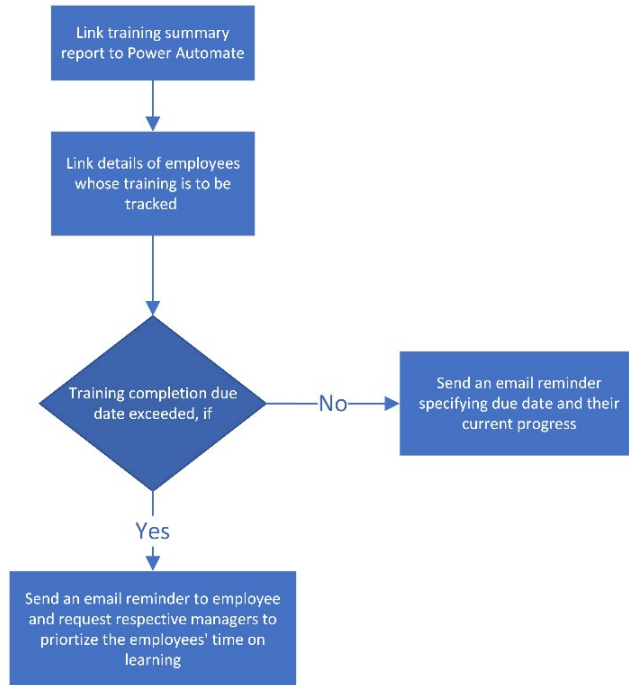 Link training summary
report to Power Automate
Link details of employees
whose training is to be
tracked
Training completion due
date exceeded, if
No
Send an email reminder
specifying due date and their
current progress
Yes
Send an email reminder to employee
and request respective managers to
priortize the employees' time on
learning